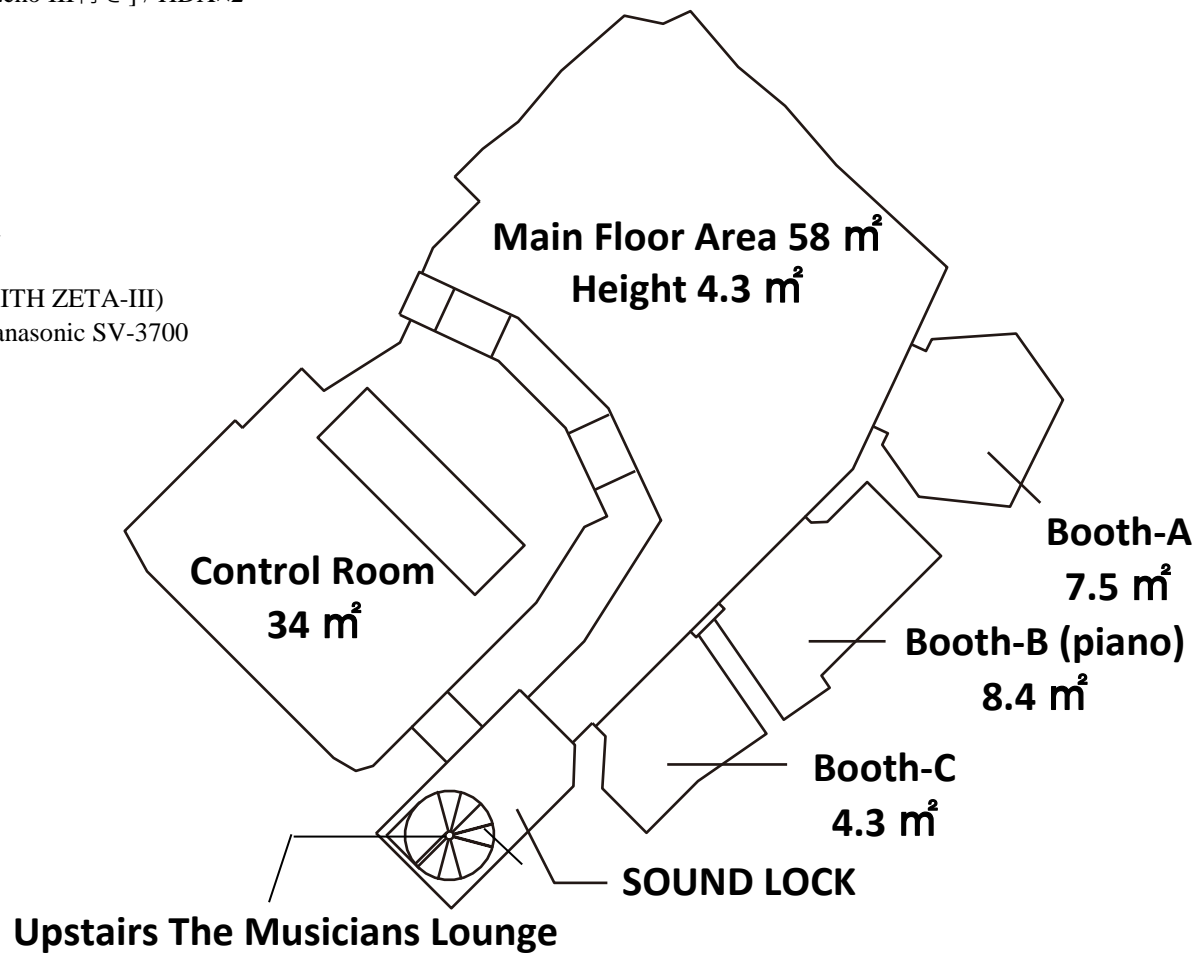 ITH ZETA-III)
anasonic SV-3700
Main Floor Area 58 ㎡
Height 4.3 ㎡
Control Room
34 ㎡
Booth-A
7.5 ㎡
Booth-B (piano)
8.4 ㎡
Booth-C
4.3 ㎡
SOUND LOCK
Upstairs The Musicians Lounge